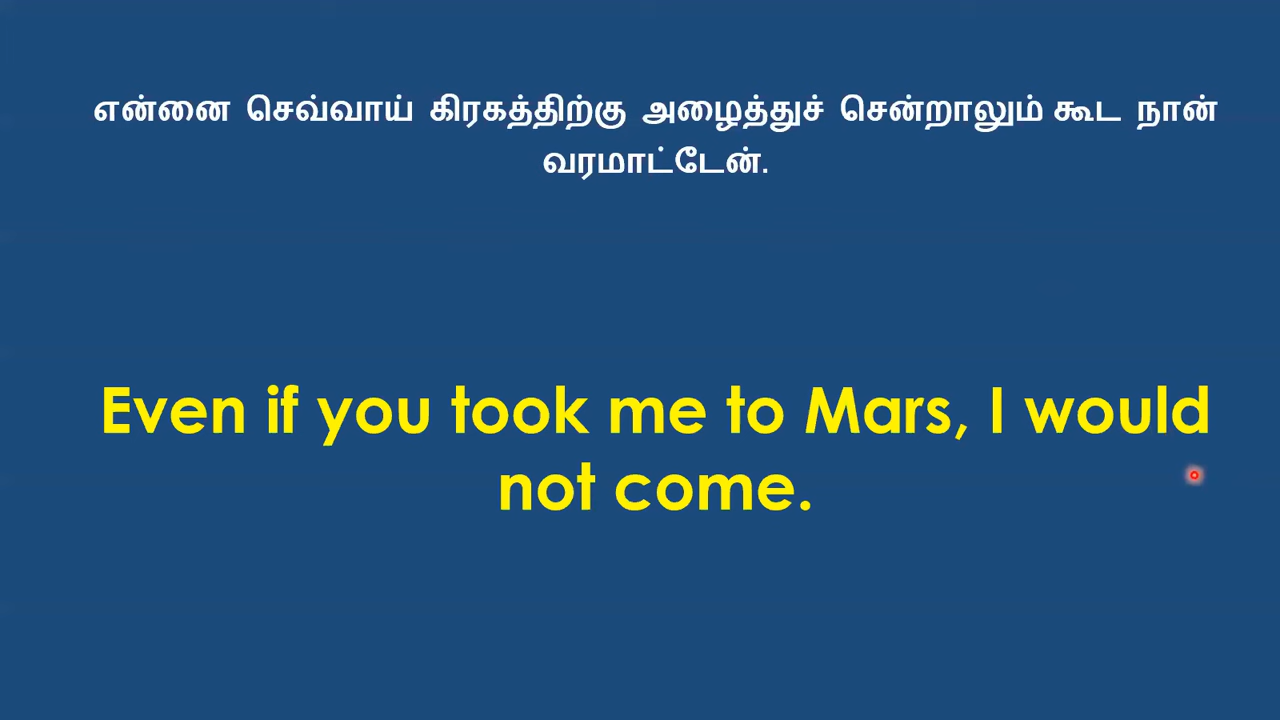 என்னை செவ்வாய் கிரகத்திற்கு அழைத்துச் சென்றாலும் கூட நான்
வரமாட்டேன்.
Even if you took me to Mars, I would
not come.